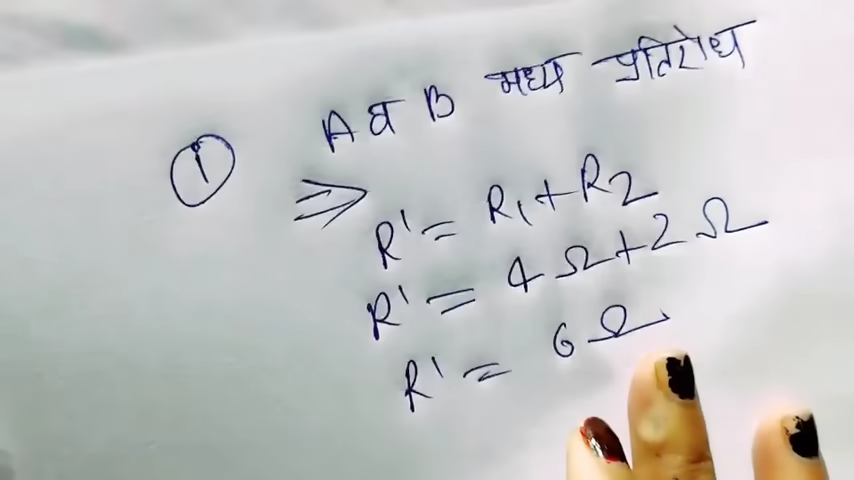 ① A व B मध्य प्रतिरोध
⇒
R' = R₁ + R₂
R' = 4 Ω + 2 Ω
R' = 6 Ω